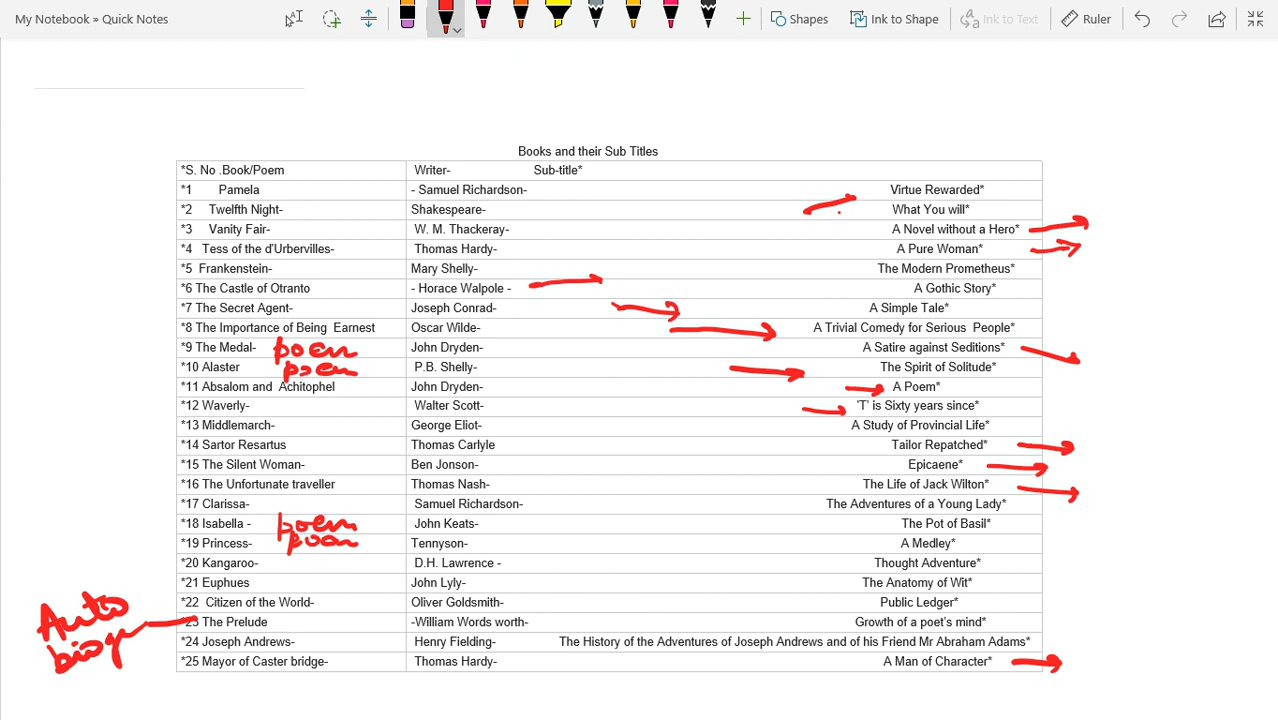 My Notebook » Quick Notes
Shapes Ink to Shape Ink to Text Ruler
Books and their Sub Titles
*S. No .Book/Poem Writer- Sub-title*
*1 Pamela - Samuel Richardson- Virtue Rewarded*
*2 Twelfth Night- Shakespeare- What You will*
*3 Vanity Fair- W. M. Thackeray- A Novel without a Hero*
*4 Tess of the d'Urbervilles- Thomas Hardy- A Pure Woman*
*5 Frankenstein- Mary Shelly- The Modern Prometheus*
*6 The Castle of Otranto - Horace Walpole - A Gothic Story*
*7 The Secret Agent- Joseph Conrad- A Simple Tale*
*8 The Importance of Being Earnest Oscar Wilde- A Trivial Comedy for Serious People*
*9 The Medal- poem John Dryden- A Satire against Seditions*
*10 Alaster poem P.B. Shelly- The Spirit of Solitude*
*11 Absalom and Achitophel John Dryden- A Poem*
*12 Waverly- Walter Scott- 'T' is Sixty years since*
*13 Middlemarch- George Eliot- A Study of Provincial Life*
*14 Sartor Resartus Thomas Carlyle Tailor Repatched*
*15 The Silent Woman- Ben Jonson- Epicaene*
*16 The Unfortunate traveller Thomas Nash- The Life of Jack Wilton*
*17 Clarissa- Samuel Richardson- The Adventures of a Young Lady*
*18 Isabella - poem John Keats- The Pot of Basil*
*19 Princess- poem Tennyson- A Medley*
*20 Kangaroo- D.H. Lawrence - Thought Adventure*
*21 Euphues John Lyly- The Anatomy of Wit*
*22 Citizen of the World- Oliver Goldsmith- Public Ledger*
Auto
*23 The Prelude -William Words worth- Growth of a poet's mind*
biog
*24 Joseph Andrews- Henry Fielding- The History of the Adventures of Joseph Andrews and of his Friend Mr Abraham Adams*
*25 Mayor of Caster bridge- Thomas Hardy- A Man of Character*